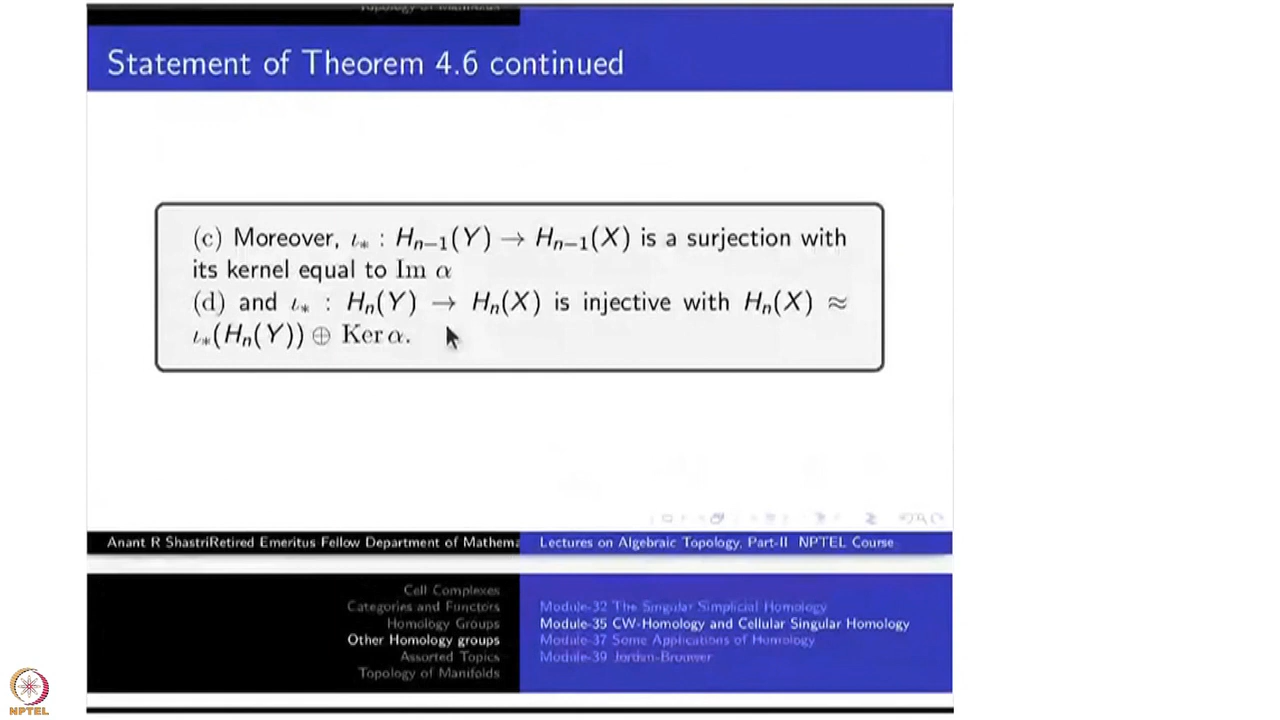 Topology of Manifolds
Statement of Theorem 4.6 continued
(c) Moreover, ι∗ : Hn−1(Y) → Hn−1(X) is a surjection with
its kernel equal to Im α
(d) and ι∗ : Hn(Y) → Hn(X) is injective with Hn(X) ≈
ι∗(Hn(Y)) ⊕ Ker α.
Anant R ShastriRetired Emeritus Fellow Department of Mathema
Lectures on Algebraic Topology, Part-II NPTEL Course
Cell Complexes
Categories and Functors
Homology Groups
Other Homology groups
Assorted Topics
Topology of Manifolds
Module-32 The Singular Simplicial Homology
Module-35 CW-Homology and Cellular Singular Homology
Module-37 Some Applications of Homology
Module-39 Jordan-Brouwer
NPTEL